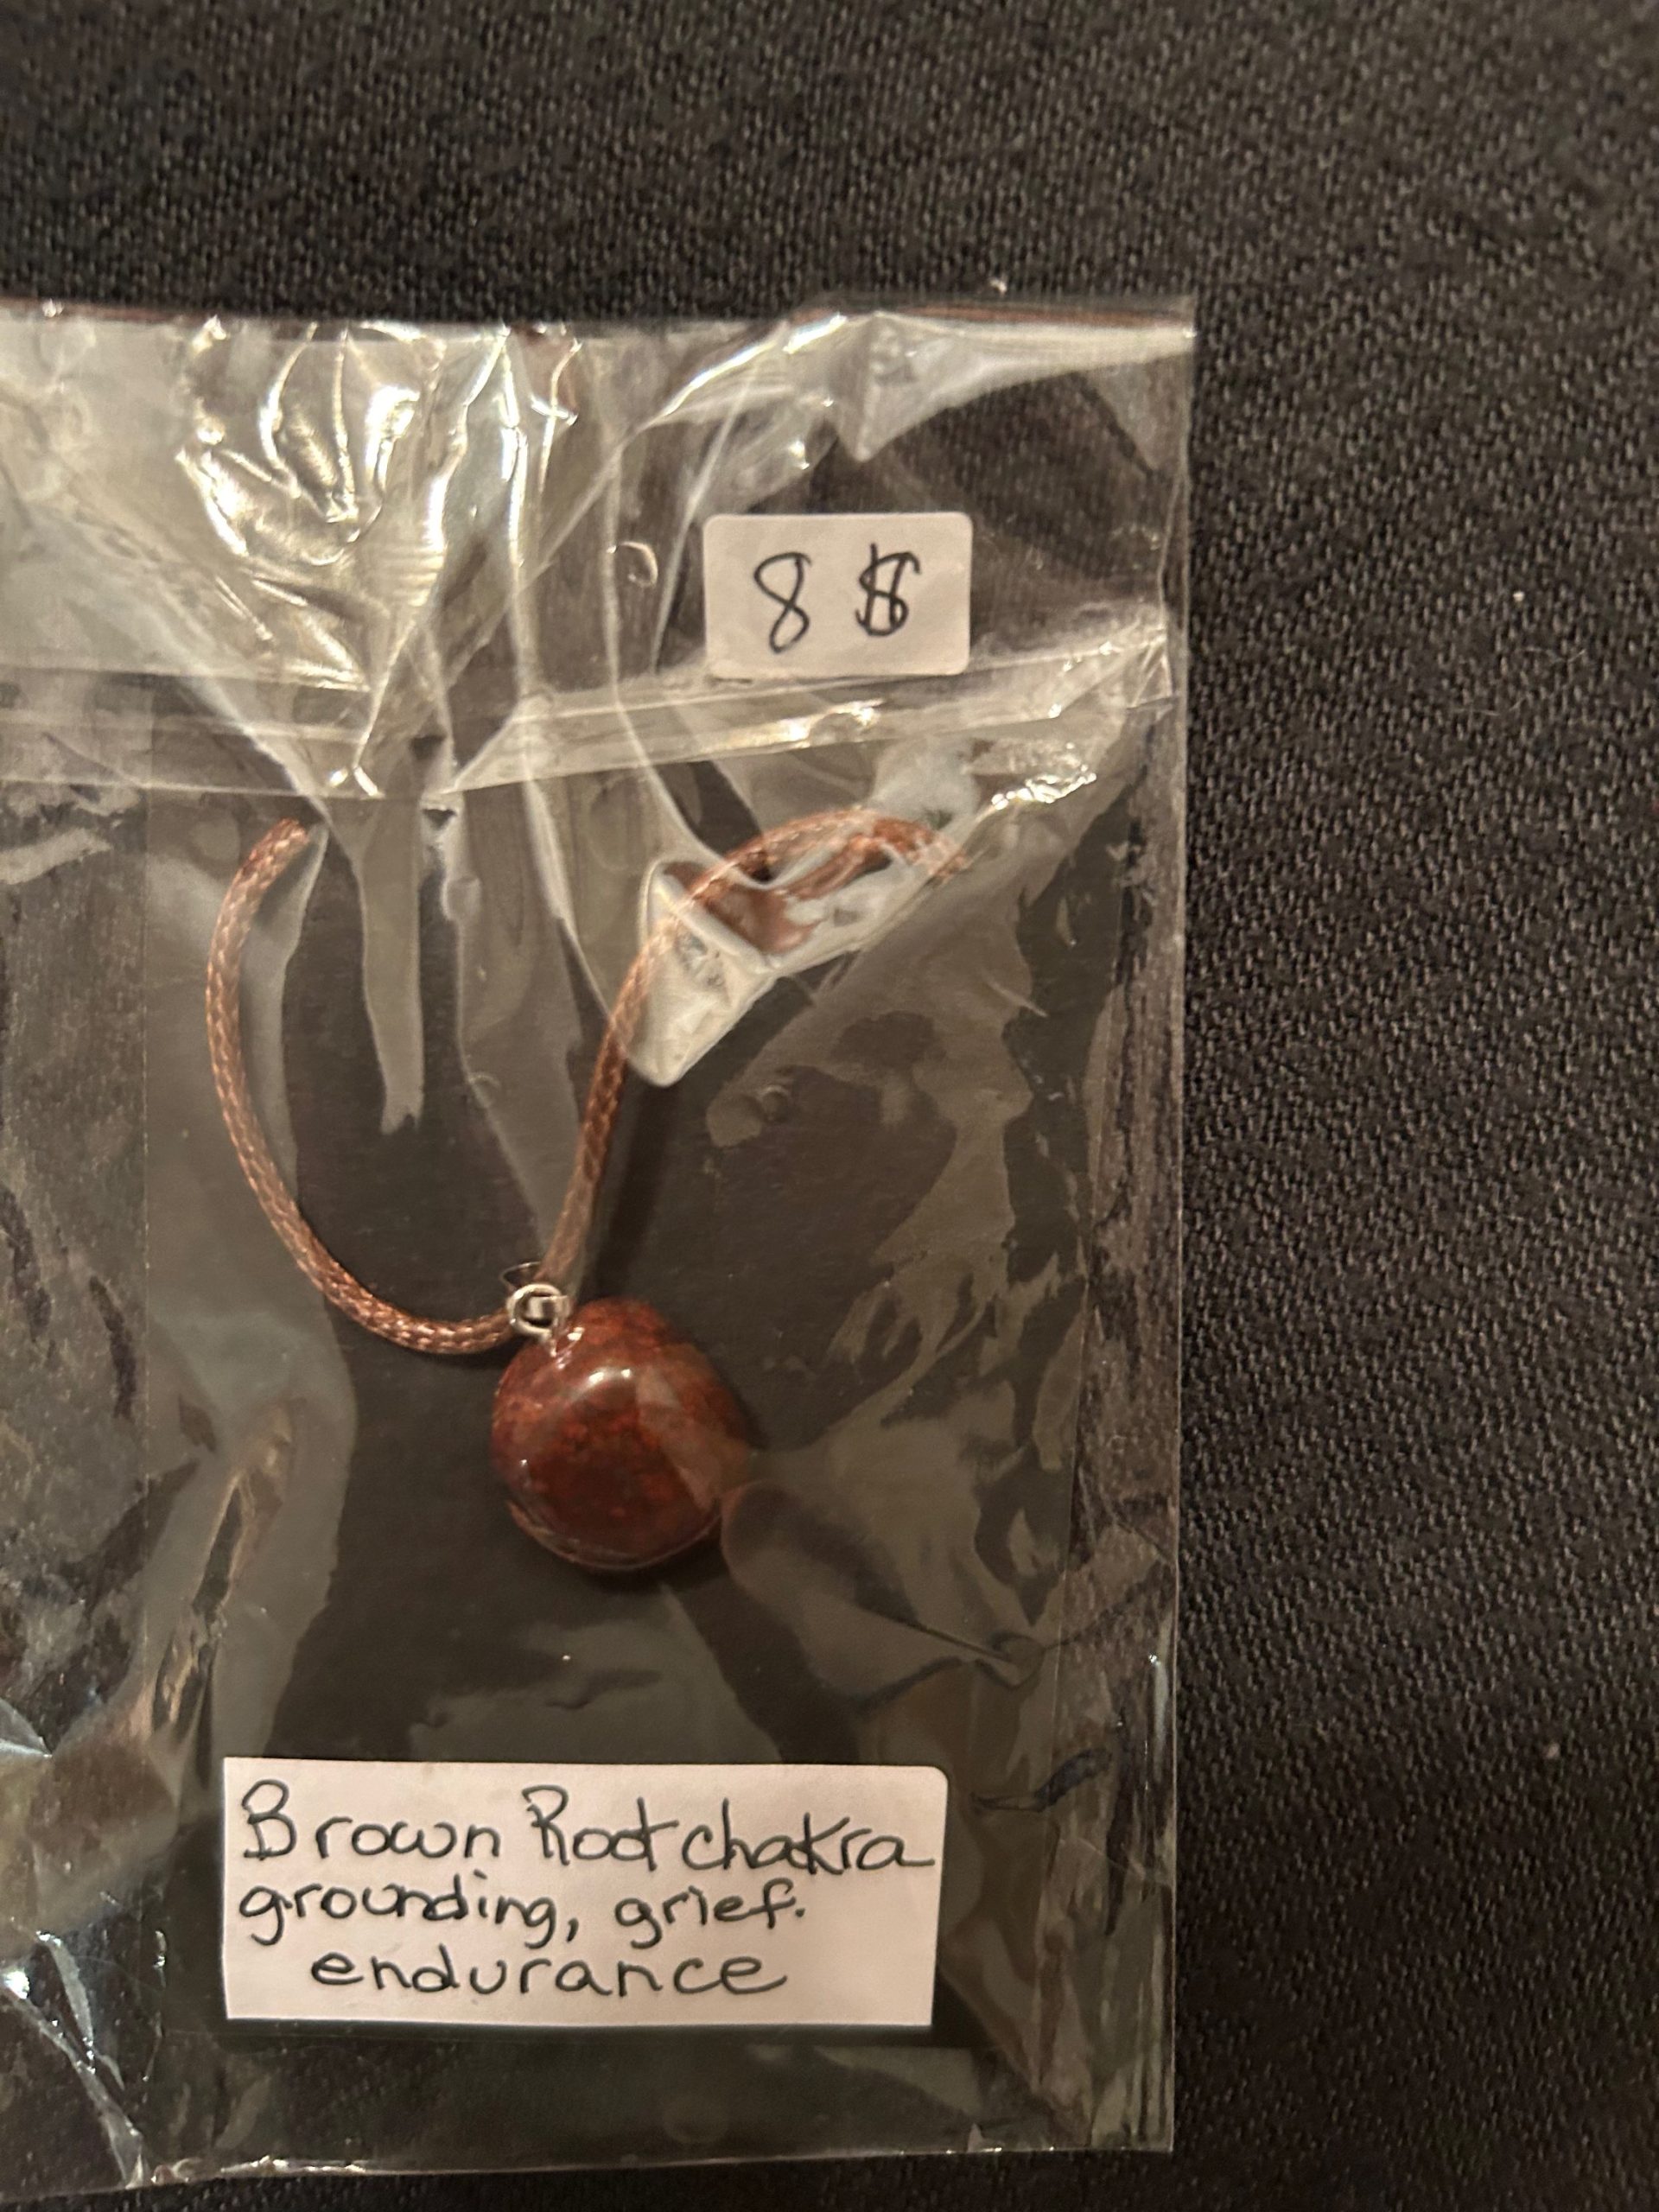 8 $
Brown Root chakra
grounding, grief.
endurance